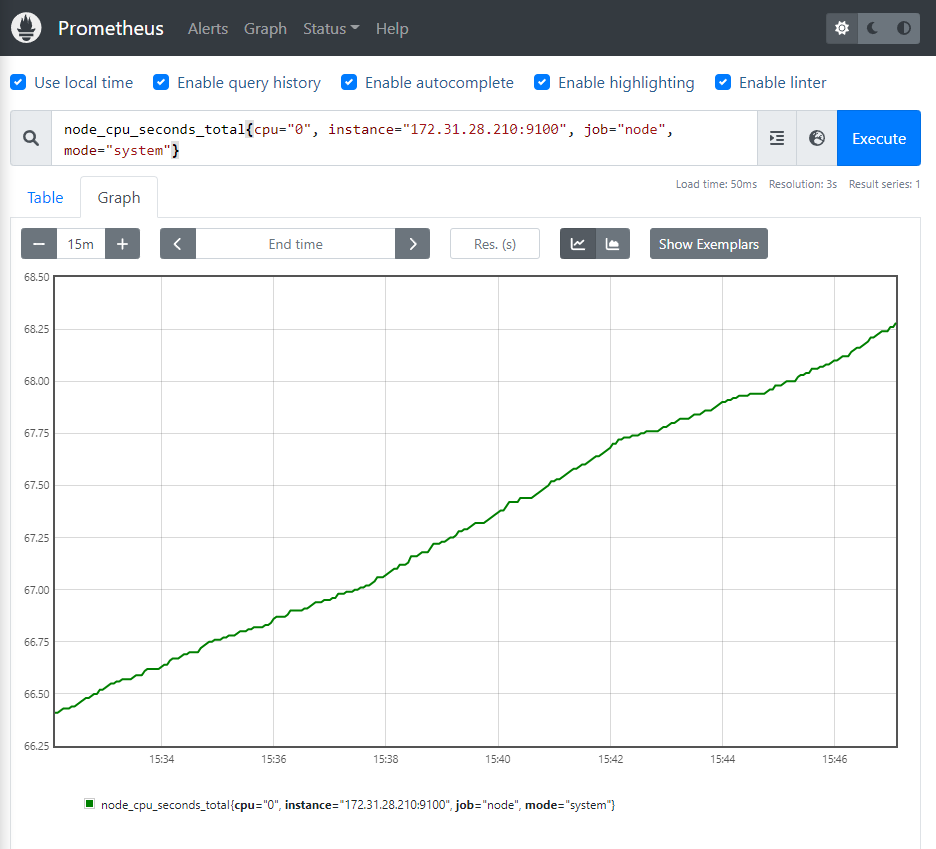 Prometheus Alerts Graph Status Help
Use local time Enable query history Enable autocomplete Enable highlighting Enable linter
node_cpu_seconds_total{cpu="0", instance="172.31.28.210:9100", job="node",
mode="system"}
Execute
Load time: 50ms Resolution: 3s Result series: 1
Table Graph
15m End time Res. (s) Show Exemplars
68.50
68.25
68.00
67.75
67.50
67.25
67.00
66.75
66.50
66.25
15:34 15:36 15:38 15:40 15:42 15:44 15:46
node_cpu_seconds_total{cpu="0", instance="172.31.28.210:9100", job="node", mode="system"}